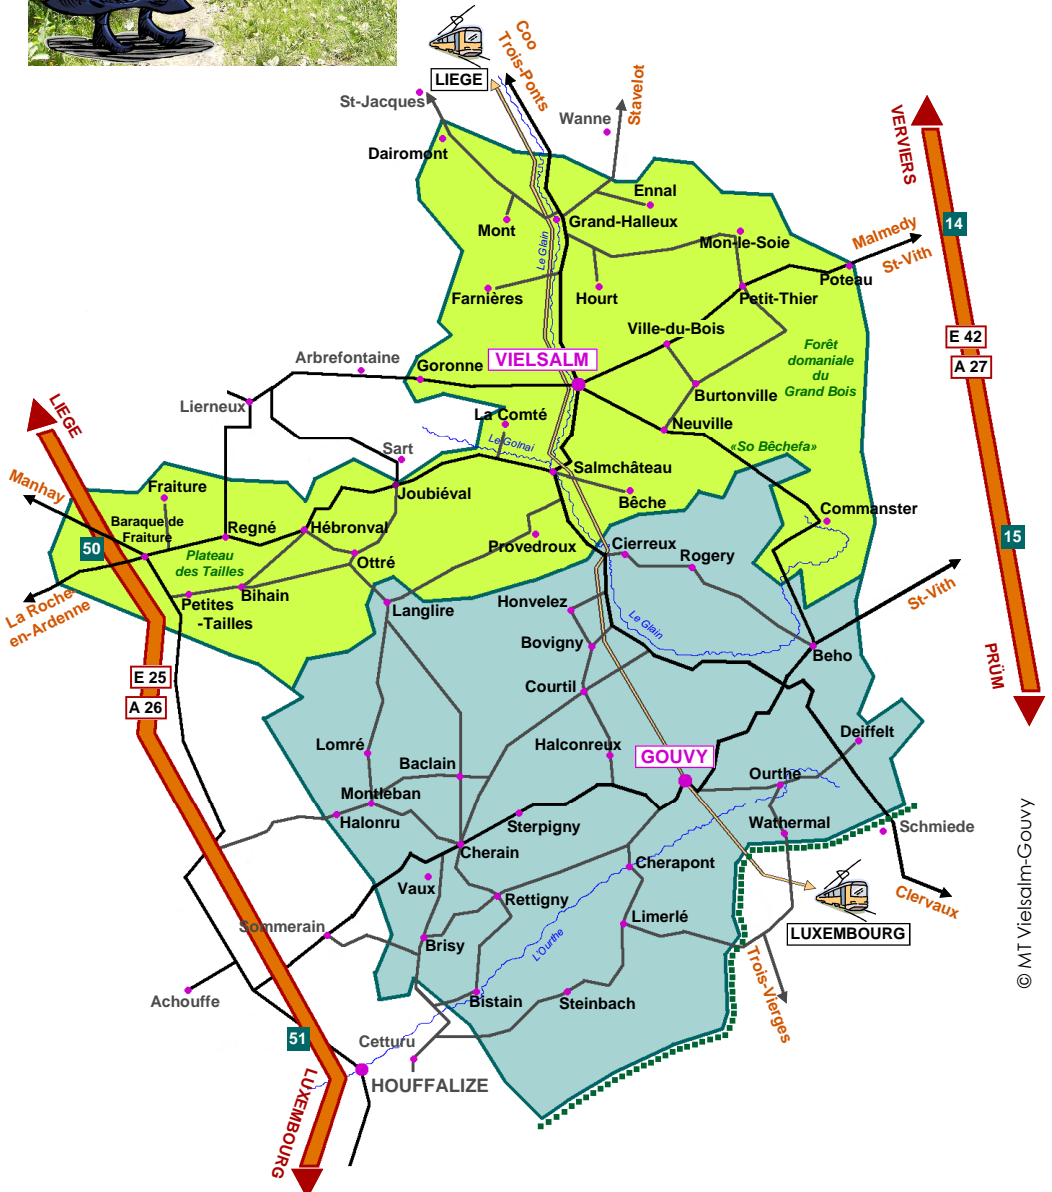 Coo
Trois-Ponts
LIEGE
Stavelot
St-Jacques
Wanne
VERVIERS
Dairomont
Ennal
14
Mont
Grand-Halleux
Mon-le-Soie
Malmedy
St-Vith
Le Glain
Poteau
Farnières
Hourt
Petit-Thier
Ville-du-Bois
E 42
Forêt
domaniale
du
Grand Bois
A 27
Arbrefontaine
Goronne
VIELSALM
Burtonville
LIEGE
Lierneux
La Comté
Neuville
Le Golnai
«So Bêchefa»
Sart
Salmchâteau
Manhay
Fraiture
Joubiéval
Bêche
Commanster
Baraque de
Fraiture
Regné
Hébronval
15
50
Plateau
des Tailles
Provedroux
Cierreux
Rogery
Ottré
St-Vith
La Roche-
en-Ardenne
Petites
-Tailles
Bihain
Langlire
Honvelez
Le Glain
Bovigny
Beho
PRÜM
E 25
A 26
Courtil
Deiffelt
Lomré
Halconreux
GOUVY
Baclain
Ourthe
Montleban
Halonru
Sterpigny
Wathermal
Schmiede
Cherain
Cherapont
Vaux
Rettigny
Clervaux
Sommerain
Limerlé
LUXEMBOURG
Brisy
L'Ourthe
Trois-Vierges
Achouffe
Bistain
Steinbach
51
Cetturu
HOUFFALIZE
LUXEMBOURG
© MT Vielsalm-Gouvy